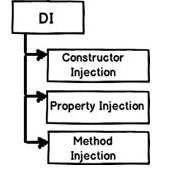 DI
Constructor
Injection
Property Injection
Method
Injection